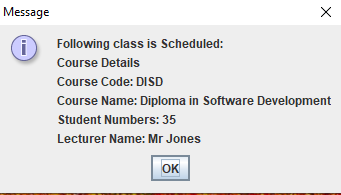 Message
Following class is Scheduled:
Course Details
Course Code: DISD
Course Name: Diploma in Software Development
Student Numbers: 35
Lecturer Name: Mr Jones
OK